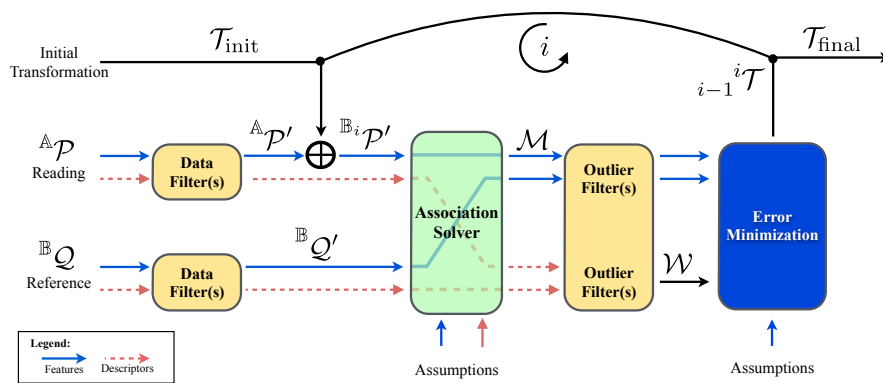 𝒯init
i
𝒯final
Initial
Transformation
i−1 i𝒯
𝔸𝒫
Reading
Data
Filter(s)
𝔸𝒫′
𝔹i𝒫′
Association
Solver
ℳ
Outlier
Filter(s)
Error
Minimization
𝔹𝒬
Reference
Data
Filter(s)
𝔹𝒬′
Outlier
Filter(s)
𝒲
Legend:
Features
Descriptors
Assumptions
Assumptions